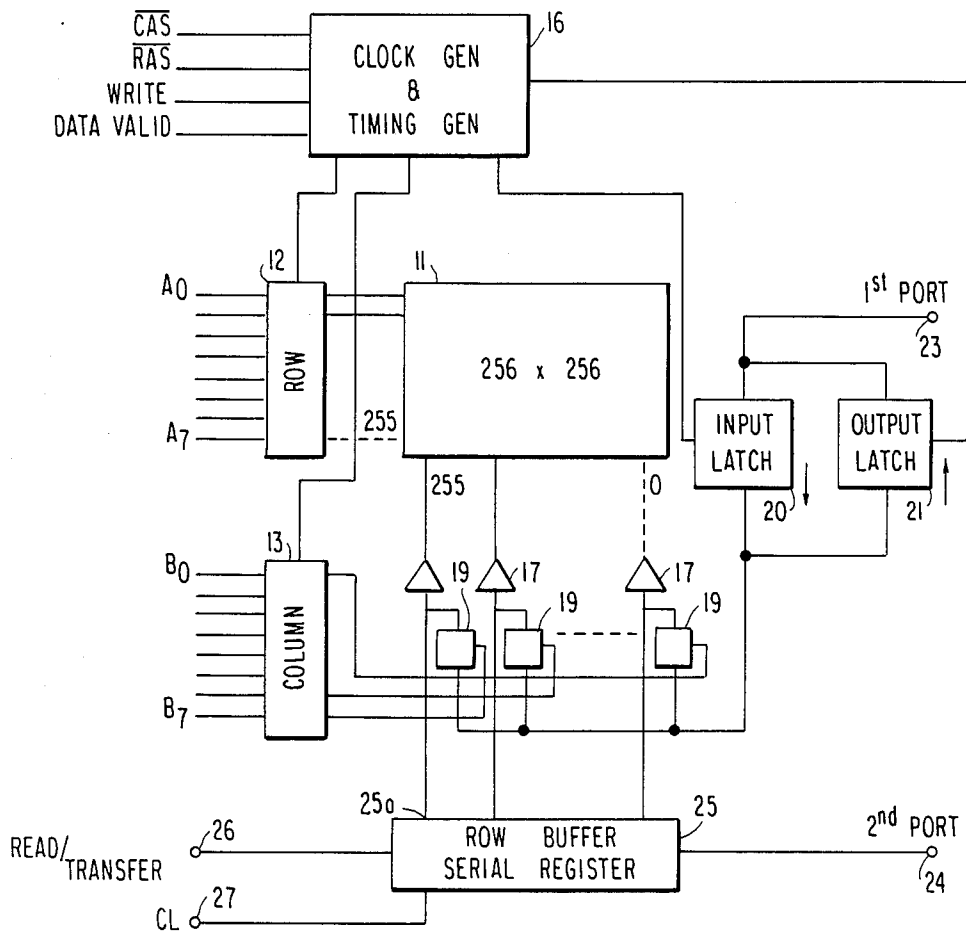 CAS
RAS
WRITE
DATA VALID
CLOCK GEN
&
TIMING GEN
16
12
A0
A7
ROW
255
11
256 x 256
255
0
1st PORT
23
INPUT
LATCH
20
OUTPUT
LATCH
21
13
B0
B7
COLUMN
19
17
19
17
19
25a
25
ROW BUFFER
SERIAL REGISTER
READ/
TRANSFER
26
CL
27
2nd PORT
24